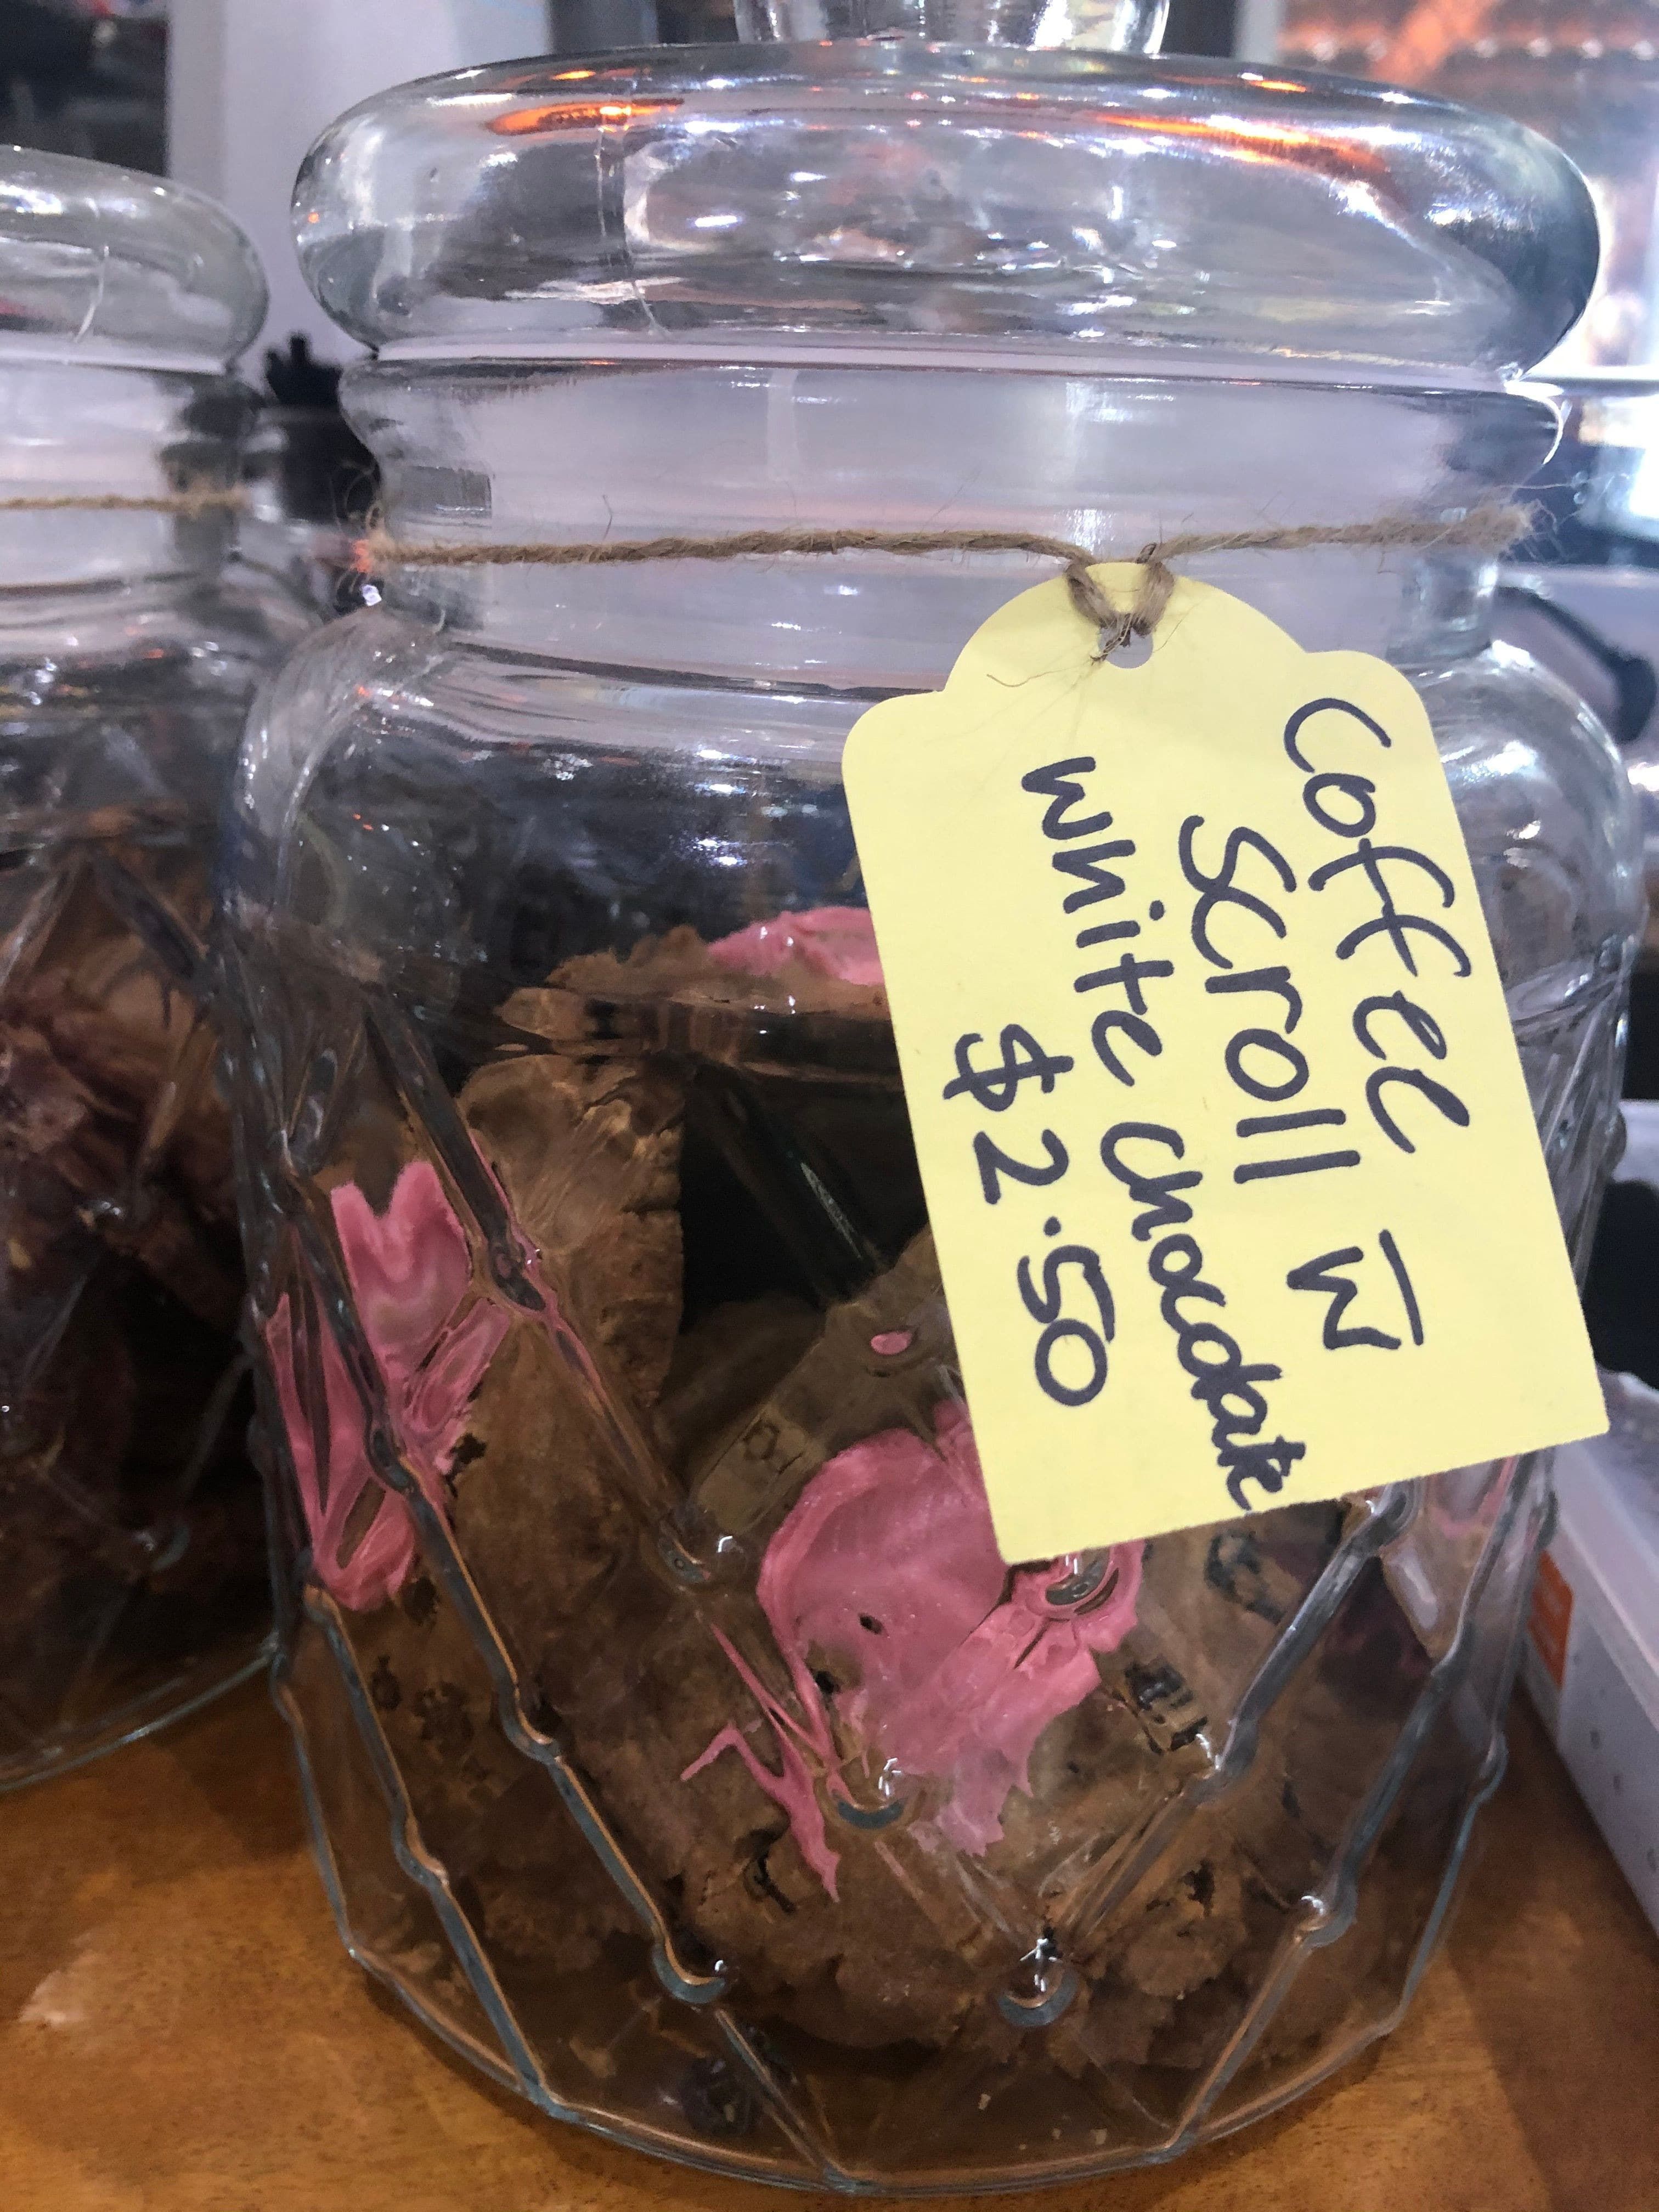 Coffee
Scroll w̅
white chocolate
$2.50